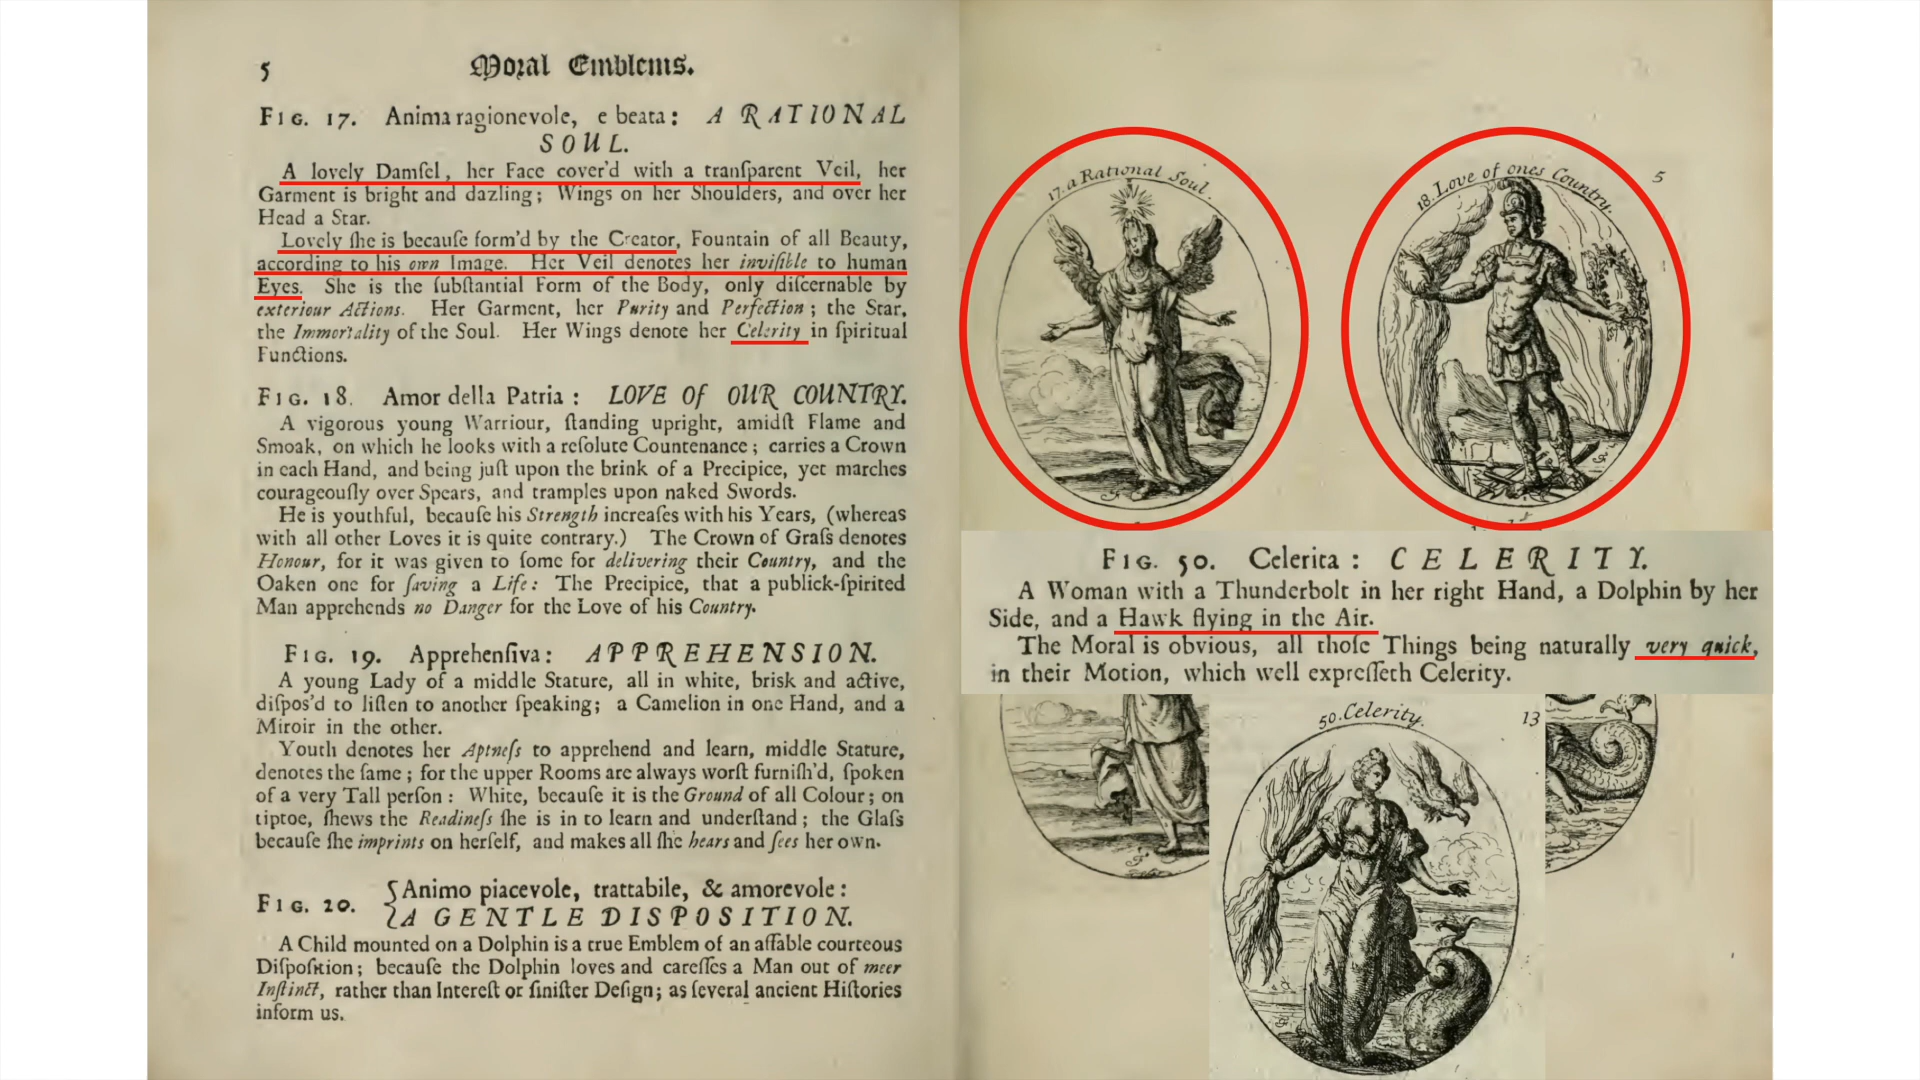 5 Moral Emblems.
FIG. 17. Anima ragionevole, e beata: A RATIONAL
SOUL.
A lovely Damſel, her Face cover'd with a tranſparent Veil, her
Garment is bright and dazling; Wings on her Shoulders, and over her
Head a Star.
Lovely ſhe is becauſe form'd by the Creator, Fountain of all Beauty,
according to his own Image. Her Veil denotes her inviſible to human
Eyes. She is the ſubſtantial Form of the Body, only diſcernable by
exteriour Actions. Her Garment, her Purity and Perfection; the Star,
the Immortality of the Soul. Her Wings denote her Celerity in ſpiritual
Functions.
FIG. 18. Amor della Patria: LOVE Of OUR COUNTRY.
A vigorous young Warriour, ſtanding upright, amidſt Flame and
Smoak, on which he looks with a reſolute Countenance; carries a Crown
in each Hand, and being juſt upon the brink of a Precipice, yet marches
courageouſly over Spears, and tramples upon naked Swords.
He is youthful, becauſe his Strength increaſes with his Years, (whereas
with all other Loves it is quite contrary.) The Crown of Graſs denotes
Honour, for it was given to ſome for delivering their Country, and the
Oaken one for ſaving a Life: The Precipice, that a publick-ſpirited
Man apprehends no Danger for the Love of his Country.
FIG. 19. Apprehenſiva: APPREHENSION.
A young Lady of a middle Stature, all in white, brisk and active,
diſpos'd to liſten to another ſpeaking; a Camelion in one Hand, and a
Miroir in the other.
Youth denotes her Aptneſs to apprehend and learn, middle Stature,
denotes the ſame; for the upper Rooms are always worſt furniſh'd, ſpoken
of a very Tall perſon: White, becauſe it is the Ground of all Colour; on
tiptoe, ſhews the Readineſs ſhe is in to learn and underſtand; the Glaſs
becauſe ſhe imprints on herſelf, and makes all ſhe hears and ſees her own.
FIG. 20. {Animo piacevole, trattabile, & amorevole:
{A GENTLE DISPOSITION.
A Child mounted on a Dolphin is a true Emblem of an affable courteous
Diſpoſition; becauſe the Dolphin loves and careſſes a Man out of meer
Inſtinct, rather than Intereſt or ſiniſter Deſign; as ſeveral ancient Hiſtories
inform us.
17. a Rational Soul.
18. Love of ones Country.
5
FIG. 50. Celerita: CELERITY.
A Woman with a Thunderbolt in her right Hand, a Dolphin by her
Side, and a Hawk flying in the Air.
The Moral is obvious, all thoſe Things being naturally very quick,
in their Motion, which well expreſſeth Celerity.
50. Celerity.
13